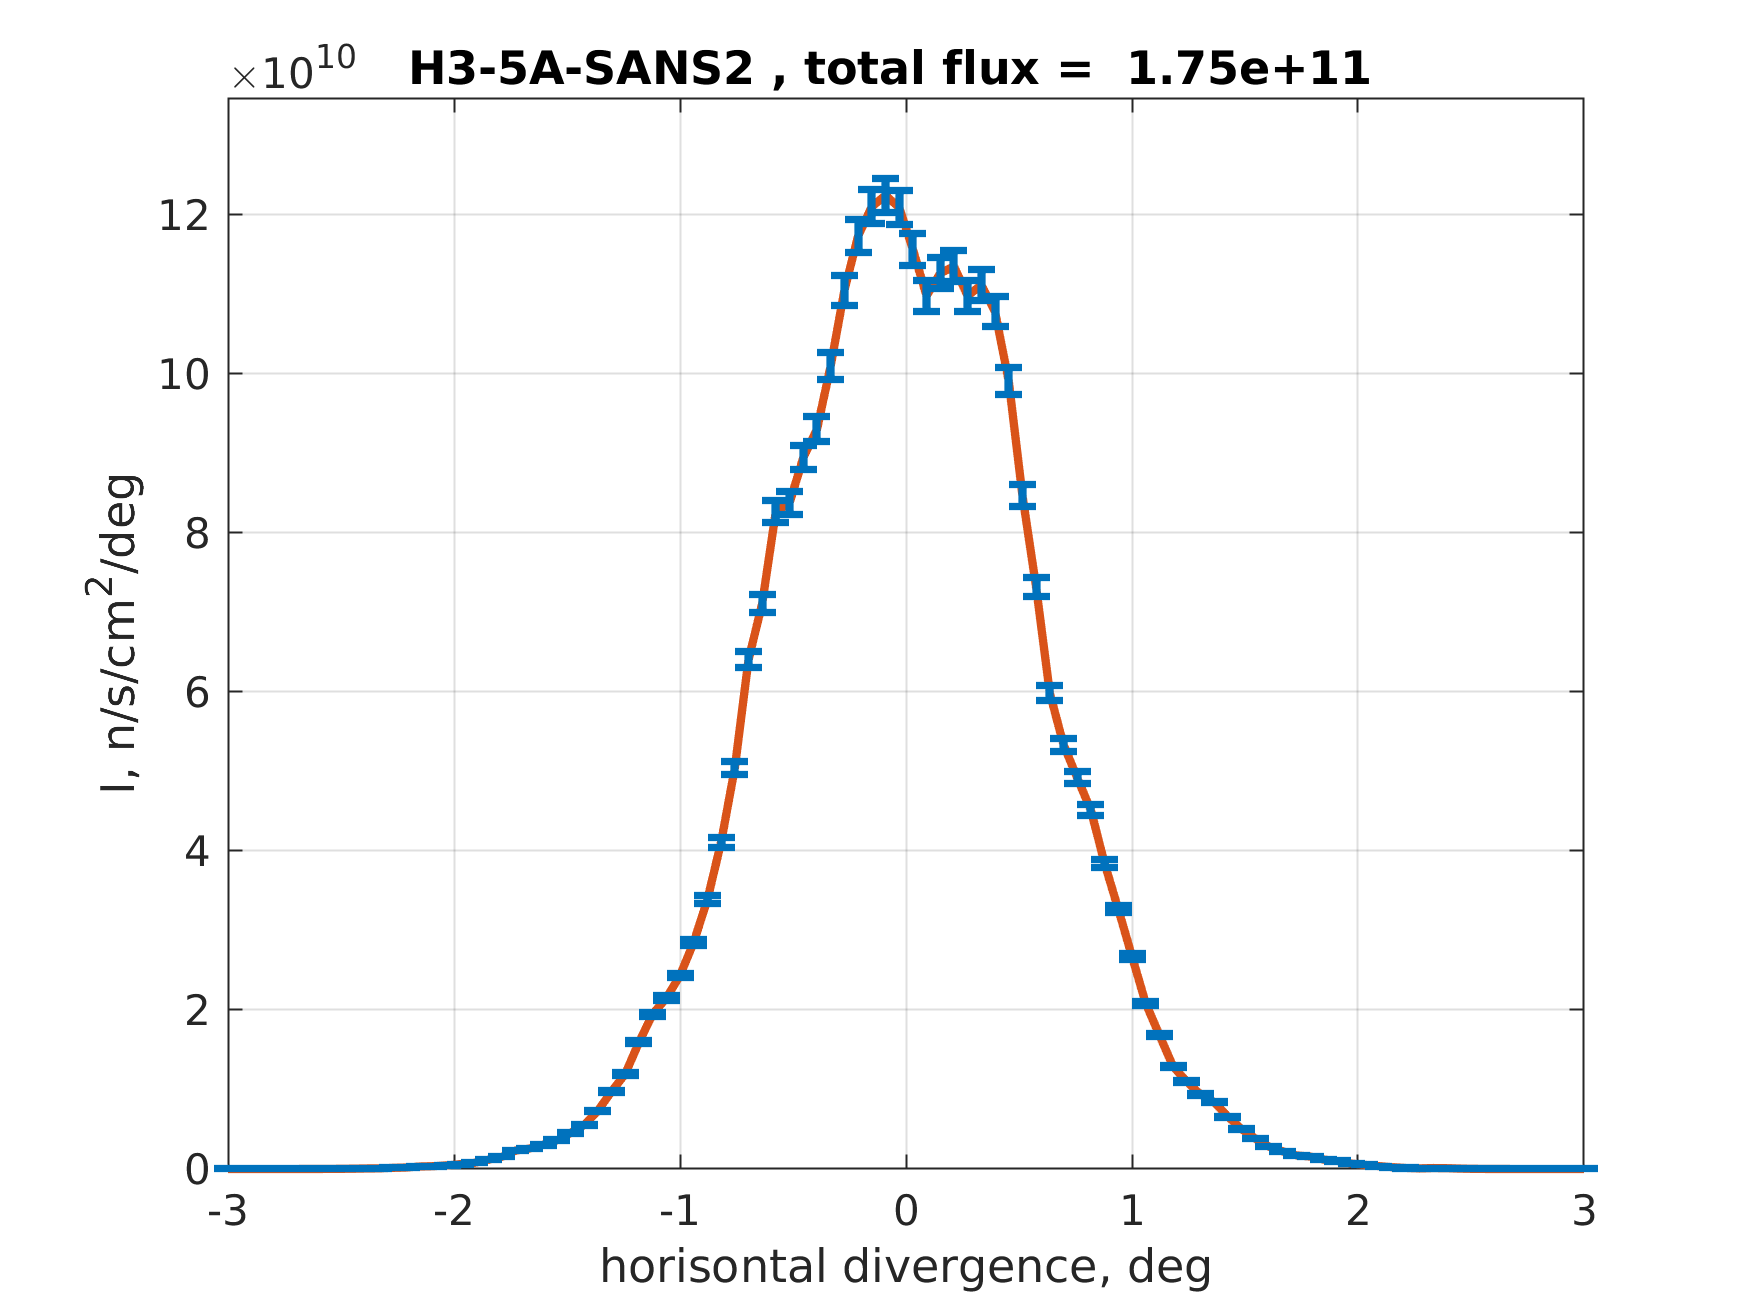 ×10^10
H3-5A-SANS2 , total flux = 1.75e+11
I, n/s/cm^2/deg
12
10
8
6
4
2
0
-3 -2 -1 0 1 2 3
horisontal divergence, deg